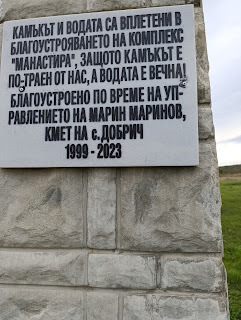 КАМЪКЪТ И ВОДАТА СА ВПЛЕТЕНИ В
БЛАГОУСТРОЯВАНЕТО НА КОМПЛЕКС
"МАНАСТИРА", ЗАЩОТО КАМЪКЪТ Е
ПО-ТРАЕН ОТ НАС, А ВОДАТА Е ВЕЧНА!
БЛАГОУСТРОЕНО ПО ВРЕМЕ НА УП-
РАВЛЕНИЕТО НА МАРИН МАРИНОВ,
КМЕТ НА с. ДОБРИЧ
1999 - 2023